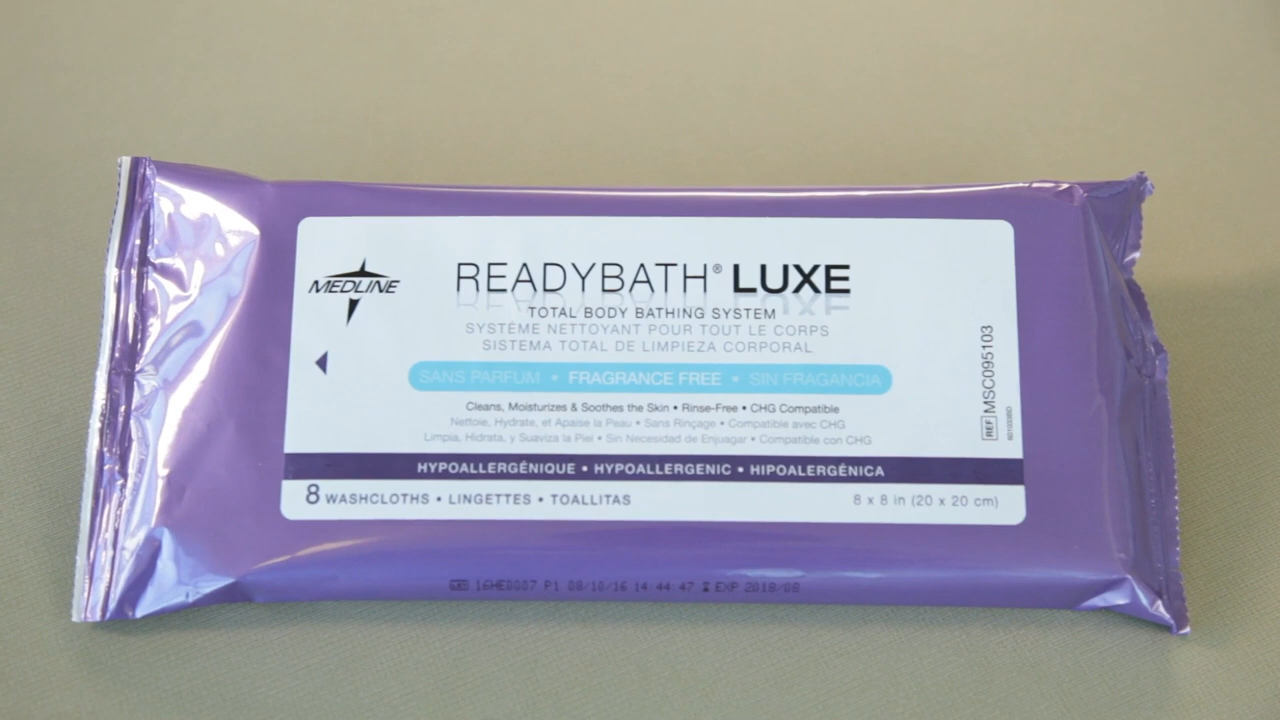 MEDLINE
READYBATH® LUXE
TOTAL BODY BATHING SYSTEM
SYSTÈME NETTOYANT POUR TOUT LE CORPS
SISTEMA TOTAL DE LIMPIEZA CORPORAL
SANS PARFUM • FRAGRANCE FREE • SIN FRAGANCIA
Cleans, Moisturizes & Soothes the Skin • Rinse-Free • CHG Compatible
Nettoie, Hydrate, et Apaise la Peau • Sans Rinçage • Compatible avec CHG
Limpia, Hidrata, y Suaviza la Piel • Sin Necesidad de Enjuagar • Compatible con CHG
REF MSC095103
HYPOALLERGÉNIQUE • HYPOALLERGENIC • HIPOALERGÉNICA
8 WASHCLOTHS • LINGETTES • TOALLITAS
8 x 8 in (20 x 20 cm)
16HE0007 P1 08/10/16 14:44:47 EXP 2018/08